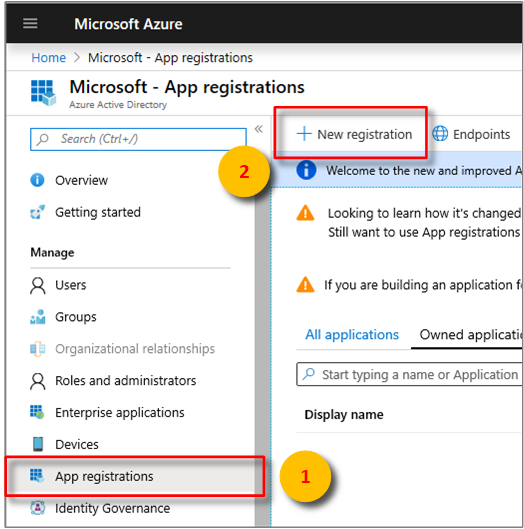 Microsoft Azure
Home > Microsoft - App registrations
Microsoft - App registrations
Azure Active Directory
Search (Ctrl+/)
«
Overview
Getting started
Manage
Users
Groups
Organizational relationships
Roles and administrators
Enterprise applications
Devices
App registrations
1
Identity Governance
2
+ New registration
Endpoints
Welcome to the new and improved A
Looking to learn how it's changed
Still want to use App registrations
If you are building an application fo
All applications
Owned applicatio
Start typing a name or Application
Display name